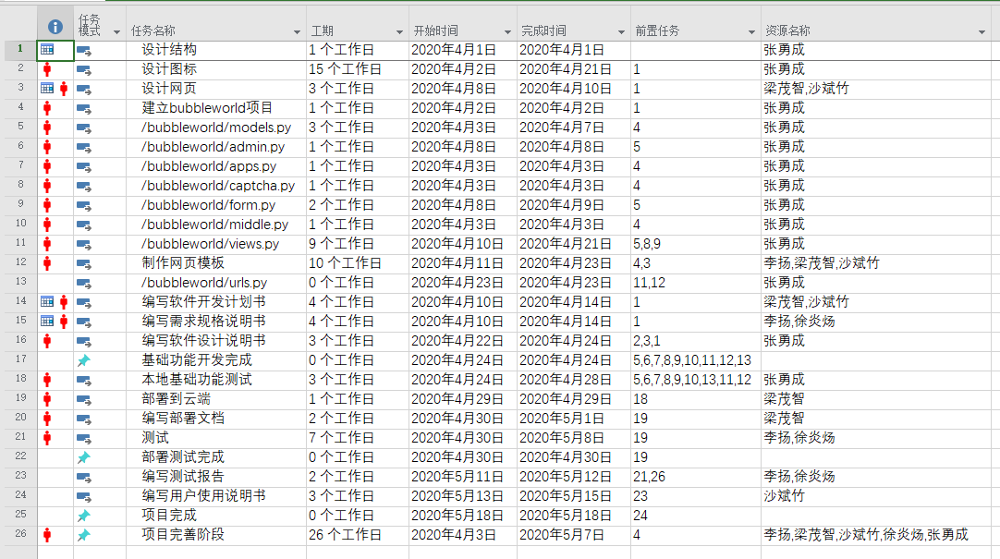 任务模式 任务名称 工期 开始时间 完成时间 前置任务 资源名称
1 设计结构 1 个工作日 2020年4月1日 2020年4月1日 张勇成
2 设计图标 15 个工作日 2020年4月2日 2020年4月21日 1 张勇成
3 设计网页 3 个工作日 2020年4月8日 2020年4月10日 1 梁茂智,沙斌竹
4 建立bubbleworld项目 1 个工作日 2020年4月2日 2020年4月2日 1 张勇成
5 /bubbleworld/models.py 3 个工作日 2020年4月3日 2020年4月7日 4 张勇成
6 /bubbleworld/admin.py 1 个工作日 2020年4月8日 2020年4月8日 5 张勇成
7 /bubbleworld/apps.py 1 个工作日 2020年4月3日 2020年4月3日 4 张勇成
8 /bubbleworld/captcha.py 1 个工作日 2020年4月3日 2020年4月3日 4 张勇成
9 /bubbleworld/form.py 2 个工作日 2020年4月8日 2020年4月9日 5 张勇成
10 /bubbleworld/middle.py 1 个工作日 2020年4月3日 2020年4月3日 4 张勇成
11 /bubbleworld/views.py 9 个工作日 2020年4月10日 2020年4月21日 5,8,9 张勇成
12 制作网页模板 10 个工作日 2020年4月11日 2020年4月23日 4,3 李扬,梁茂智,沙斌竹
13 /bubbleworld/urls.py 0 个工作日 2020年4月23日 2020年4月23日 11,12 张勇成
14 编写软件开发计划书 4 个工作日 2020年4月10日 2020年4月14日 1 梁茂智,沙斌竹
15 编写需求规格说明书 4 个工作日 2020年4月10日 2020年4月14日 1 李扬,徐炎炀
16 编写软件设计说明书 3 个工作日 2020年4月22日 2020年4月24日 2,3,1 张勇成
17 基础功能开发完成 0 个工作日 2020年4月24日 2020年4月24日 5,6,7,8,9,10,11,12,13
18 本地基础功能测试 3 个工作日 2020年4月24日 2020年4月28日 5,6,7,8,9,10,13,11,12 张勇成
19 部署到云端 1 个工作日 2020年4月29日 2020年4月29日 18 梁茂智
20 编写部署文档 2 个工作日 2020年4月30日 2020年5月1日 19 梁茂智
21 测试 7 个工作日 2020年4月30日 2020年5月8日 19 李扬,徐炎炀
22 部署测试完成 0 个工作日 2020年4月30日 2020年4月30日 19
23 编写测试报告 2 个工作日 2020年5月11日 2020年5月12日 21,26 李扬,徐炎炀
24 编写用户使用说明书 3 个工作日 2020年5月13日 2020年5月15日 23 沙斌竹
25 项目完成 0 个工作日 2020年5月18日 2020年5月18日 24
26 项目完善阶段 26 个工作日 2020年4月3日 2020年5月7日 4 李扬,梁茂智,沙斌竹,徐炎炀,张勇成